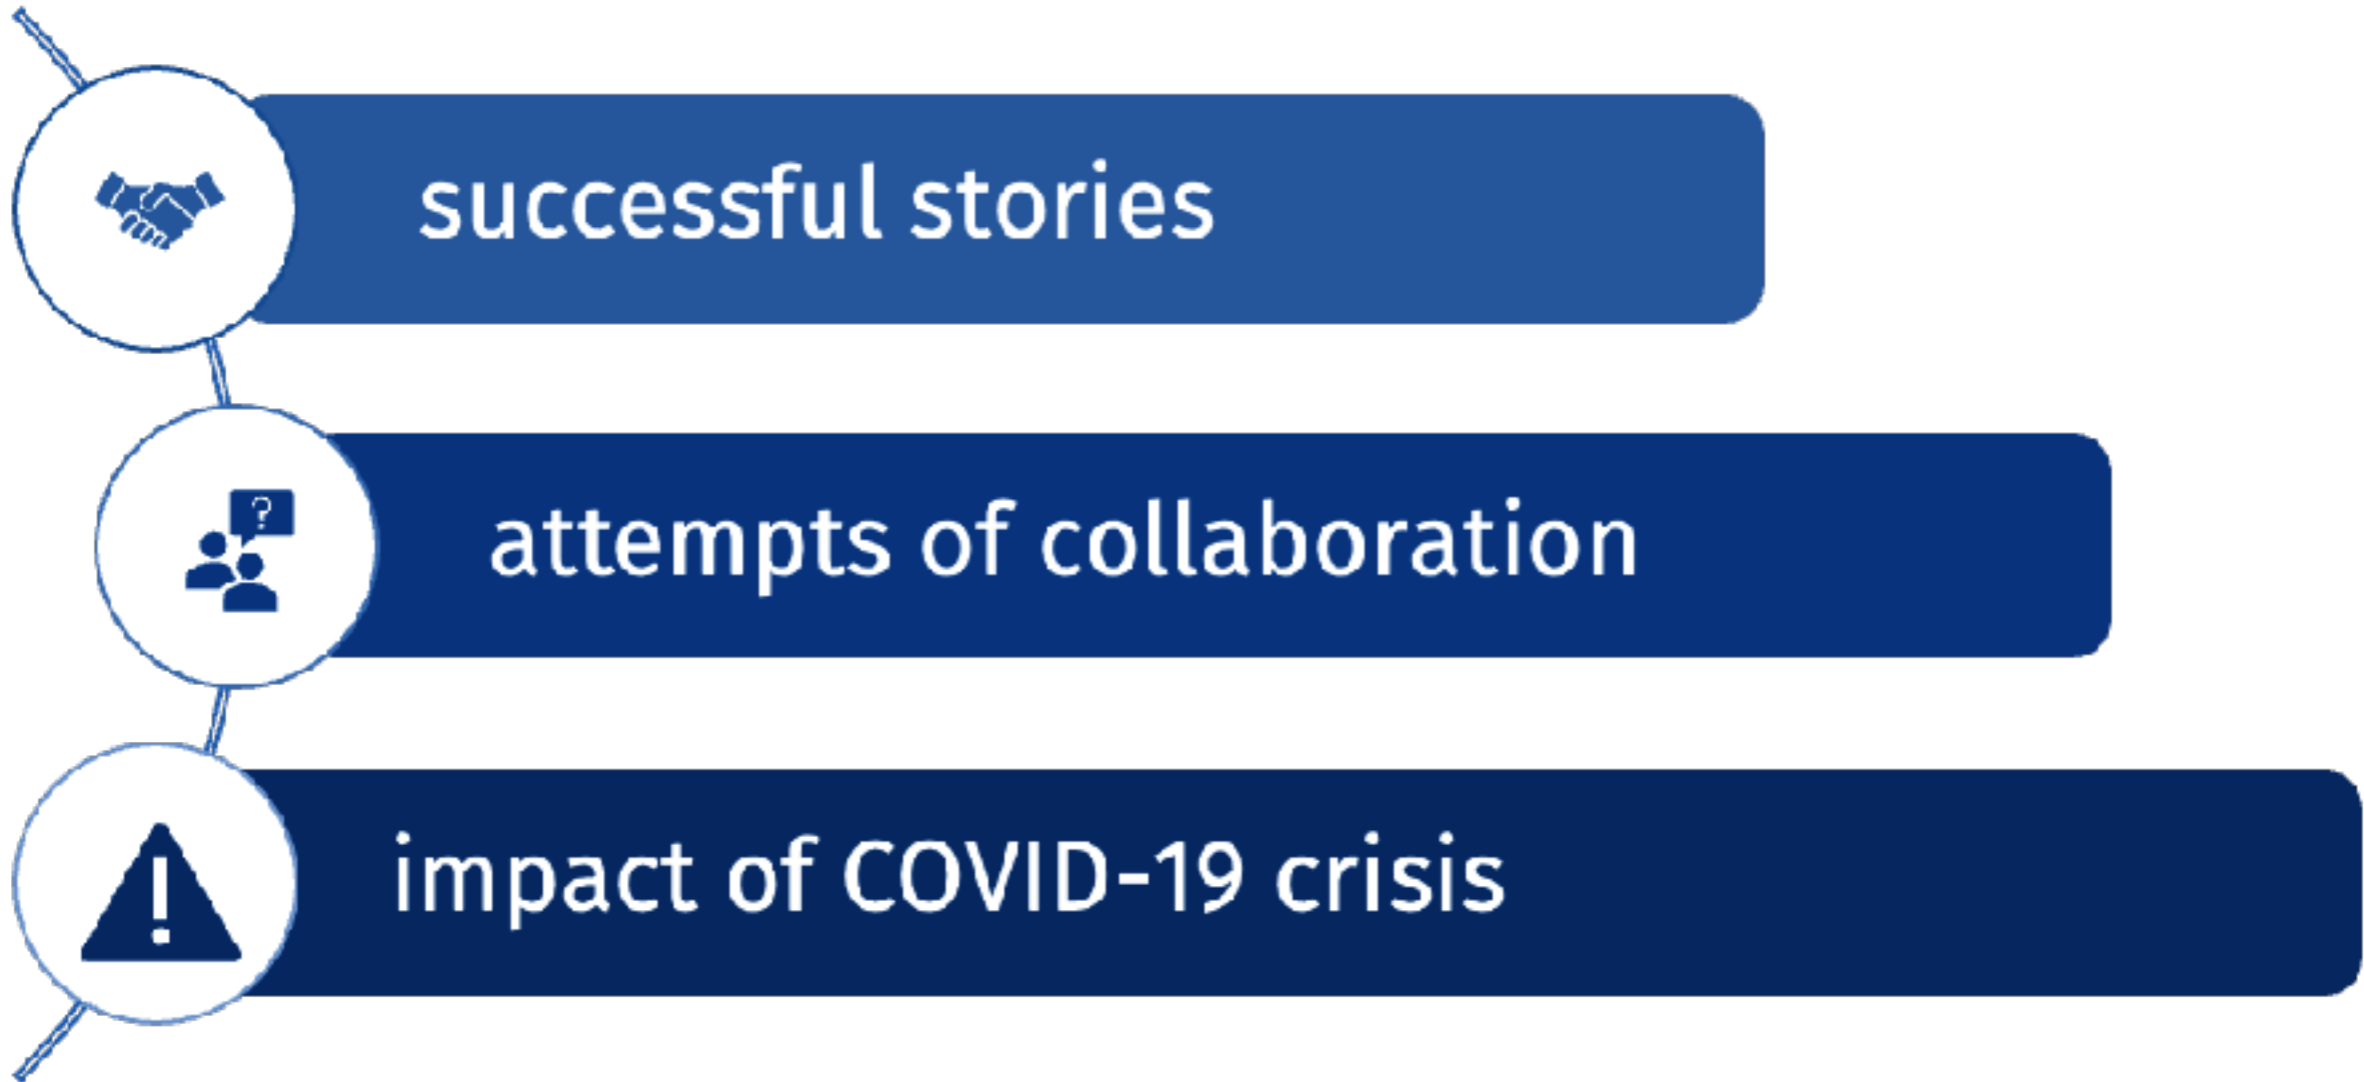 successful stories
?
attempts of collaboration
!
impact of COVID-19 crisis